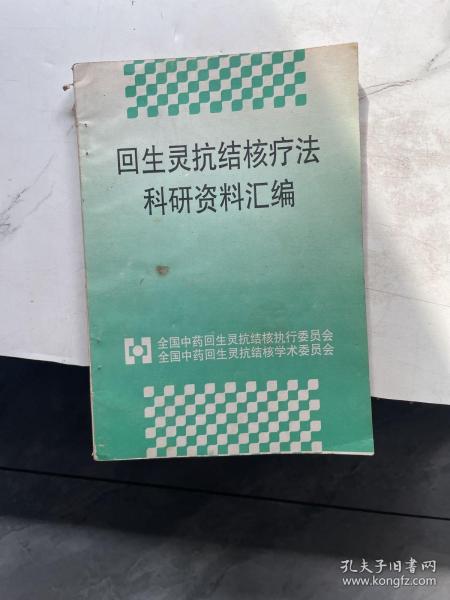 回生灵抗结核疗法
科研资料汇编
全国中药回生灵抗结核执行委员会
全国中药回生灵抗结核学术委员会
孔夫子旧书网
www.kongfz.com